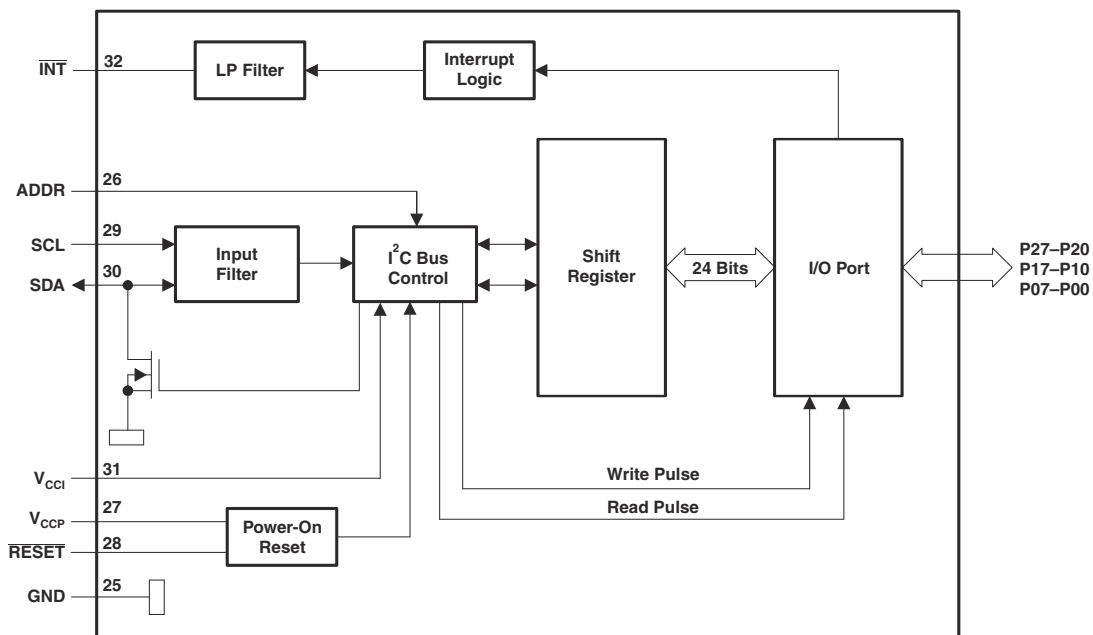 INT
32
LP Filter
Interrupt
Logic
ADDR
26
SCL
29
SDA
30
Input
Filter
I²C Bus
Control
Shift
Register
24 Bits
I/O Port
P27–P20
P17–P10
P07–P00
VCCI
31
Write Pulse
VCCP
27
Read Pulse
RESET
28
Power-On
Reset
GND
25